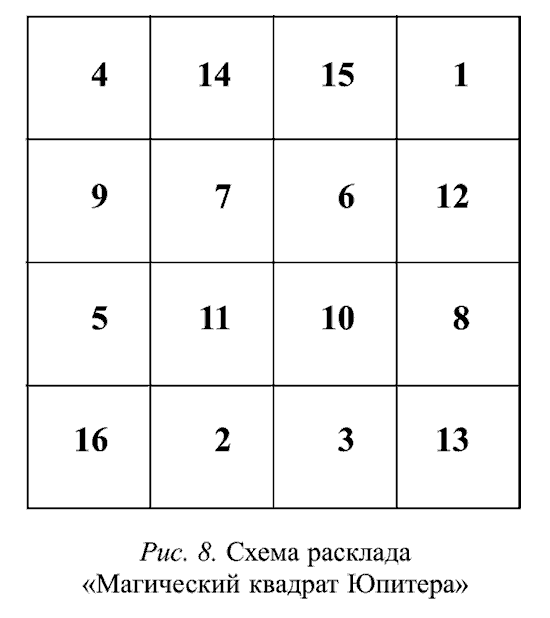 4 14 15 1
9 7 6 12
5 11 10 8
16 2 3 13
Рис. 8. Схема расклада
«Магический квадрат Юпитера»